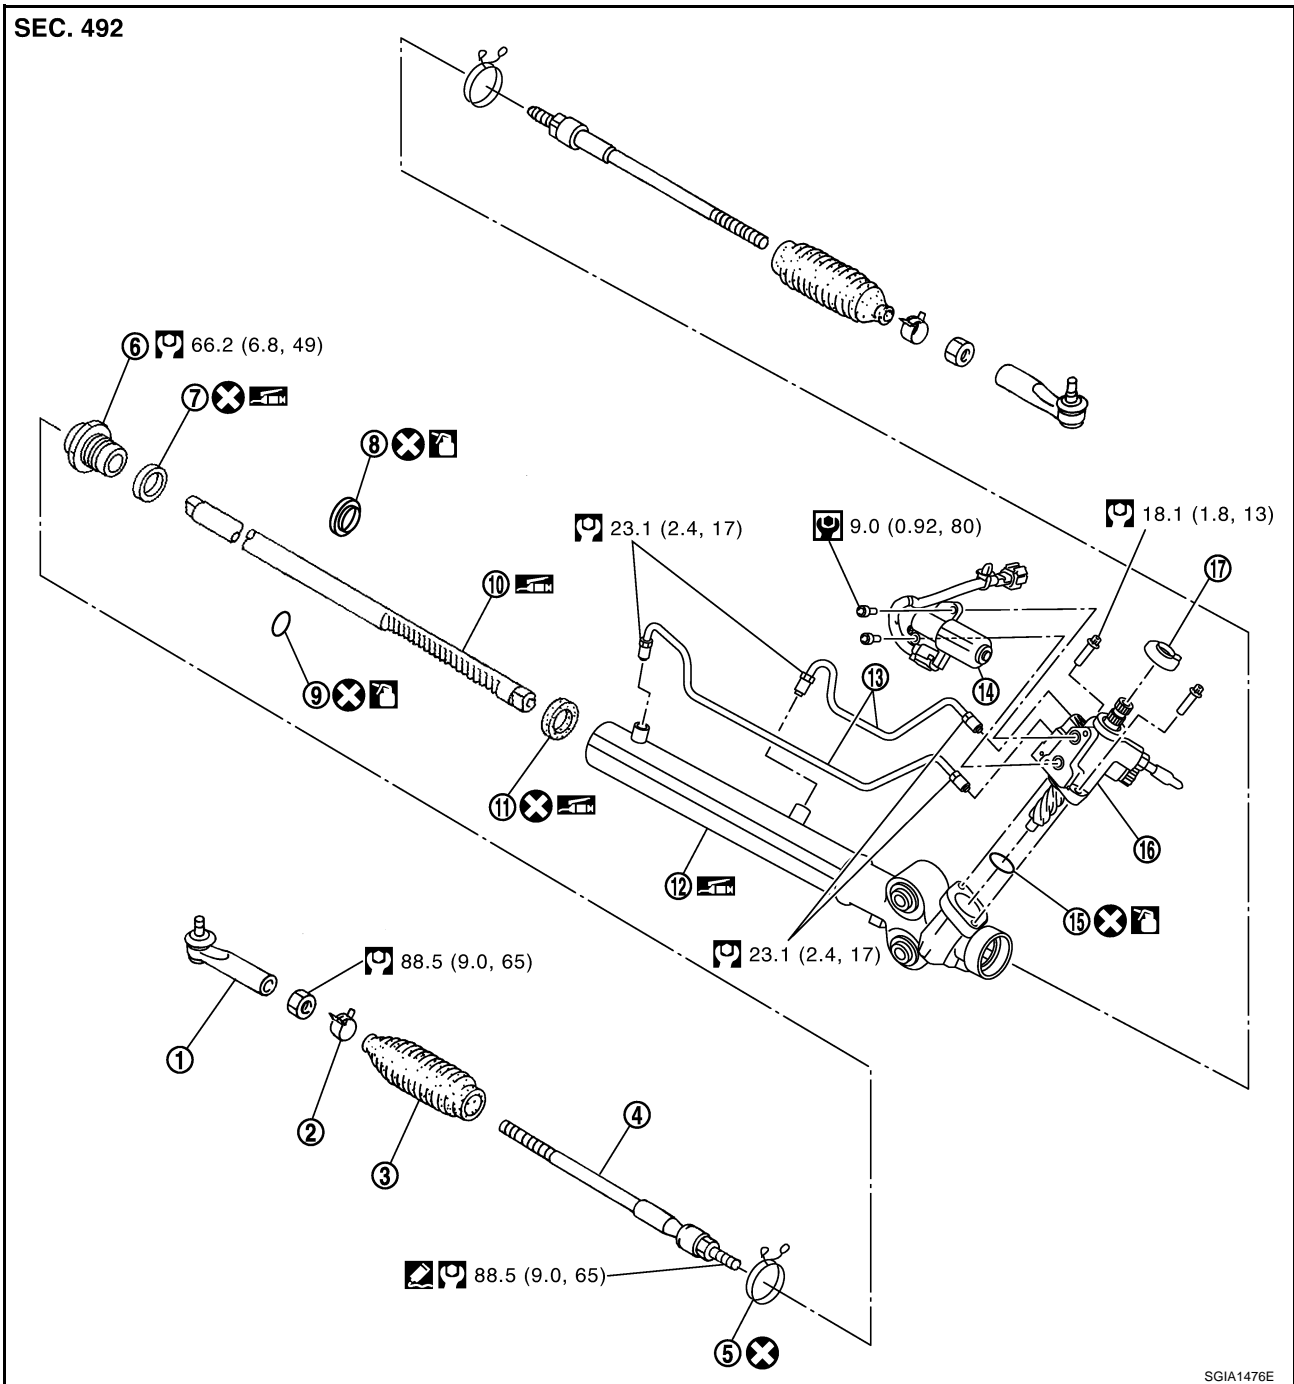 SEC. 492
6 66.2 (6.8, 49)
7
8
23.1 (2.4, 17)
9.0 (0.92, 80)
18.1 (1.8, 13)
17
10
9
13
14
11
16
12
15
23.1 (2.4, 17)
88.5 (9.0, 65)
1
2
3
4
88.5 (9.0, 65)
5
SGIA1476E